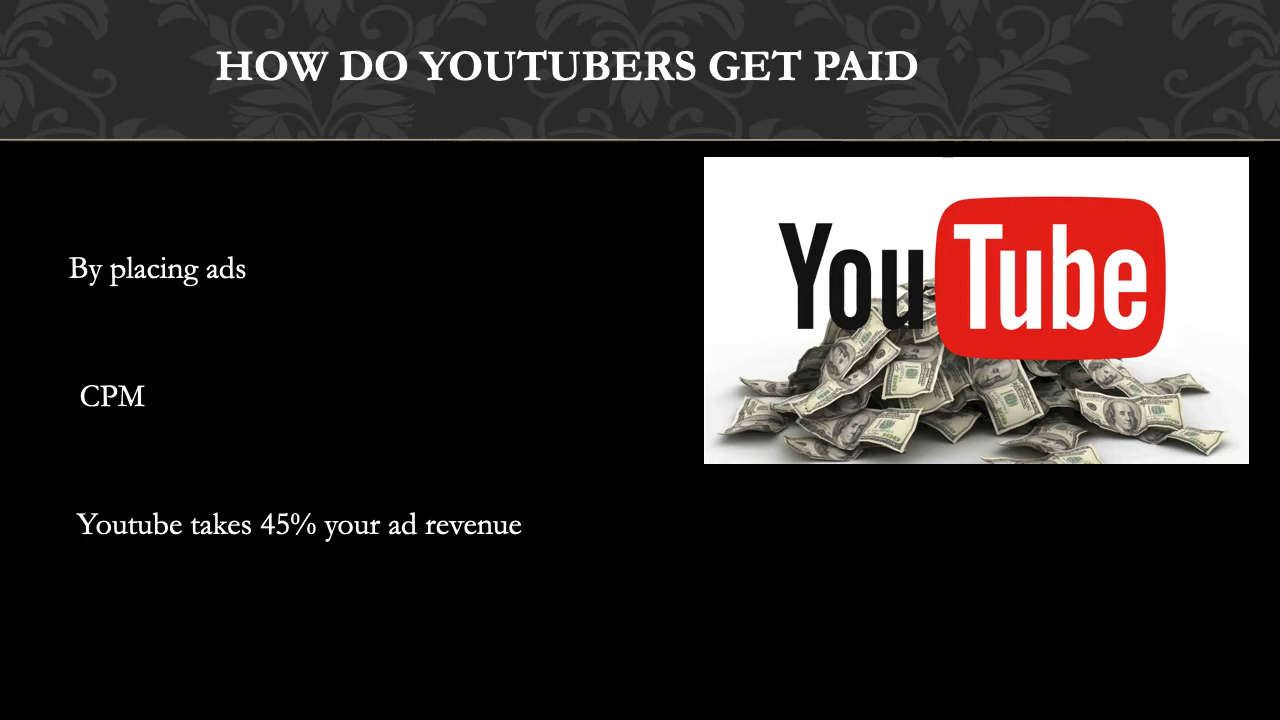 HOW DO YOUTUBERS GET PAID
By placing ads
CPM
Youtube takes 45% your ad revenue
YouTube